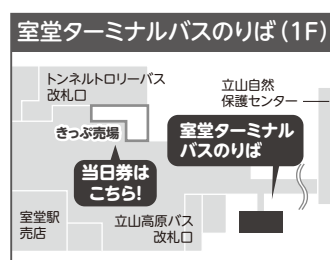 室堂ターミナルバスのりば(1F)
トンネルトロリーバス
改札口
立山自然
保護センター
きっぷ売場
室堂ターミナル
バスのりば
当日券は
こちら!
室堂駅
売店
立山高原バス
改札口